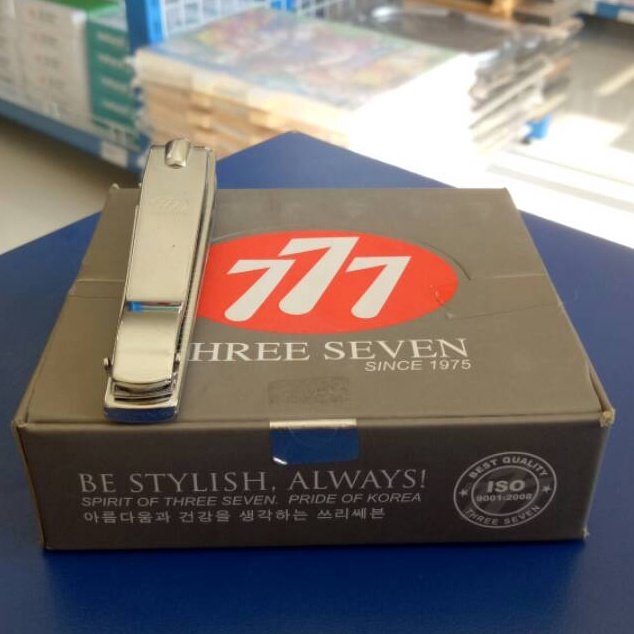 777
HREE SEVEN
SINCE 1975
BE STYLISH, ALWAYS!
SPIRIT OF THREE SEVEN. PRIDE OF KOREA
아름다움과 건강을 생각하는 쓰리쎄븐
BEST QUALITY
ISO
9001:2008
THREE SEVEN